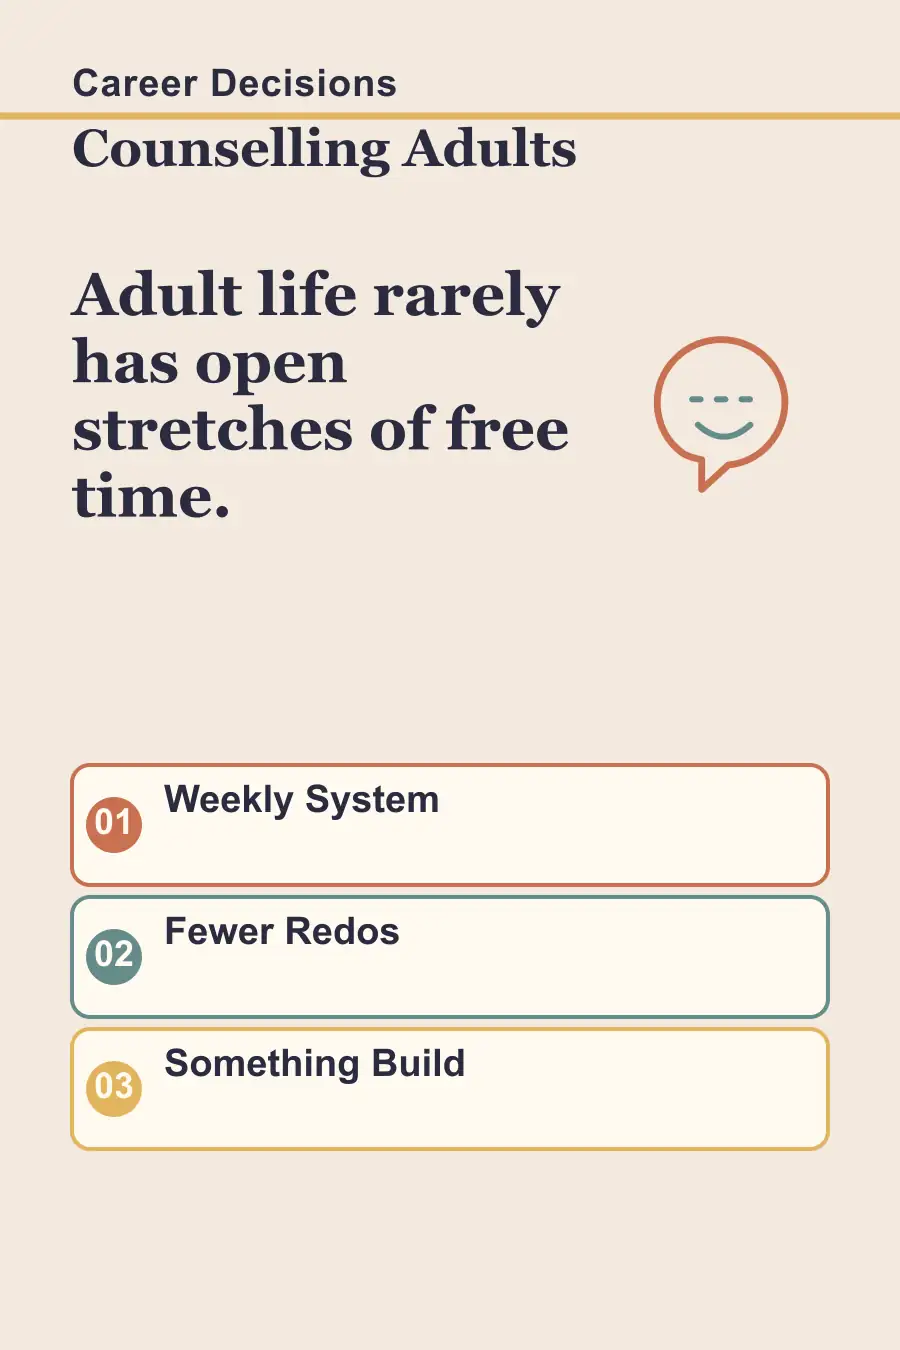 Career Decisions
Counselling Adults
Adult life rarely
has open
stretches of free
time.
01 Weekly System
02 Fewer Redos
03 Something Build